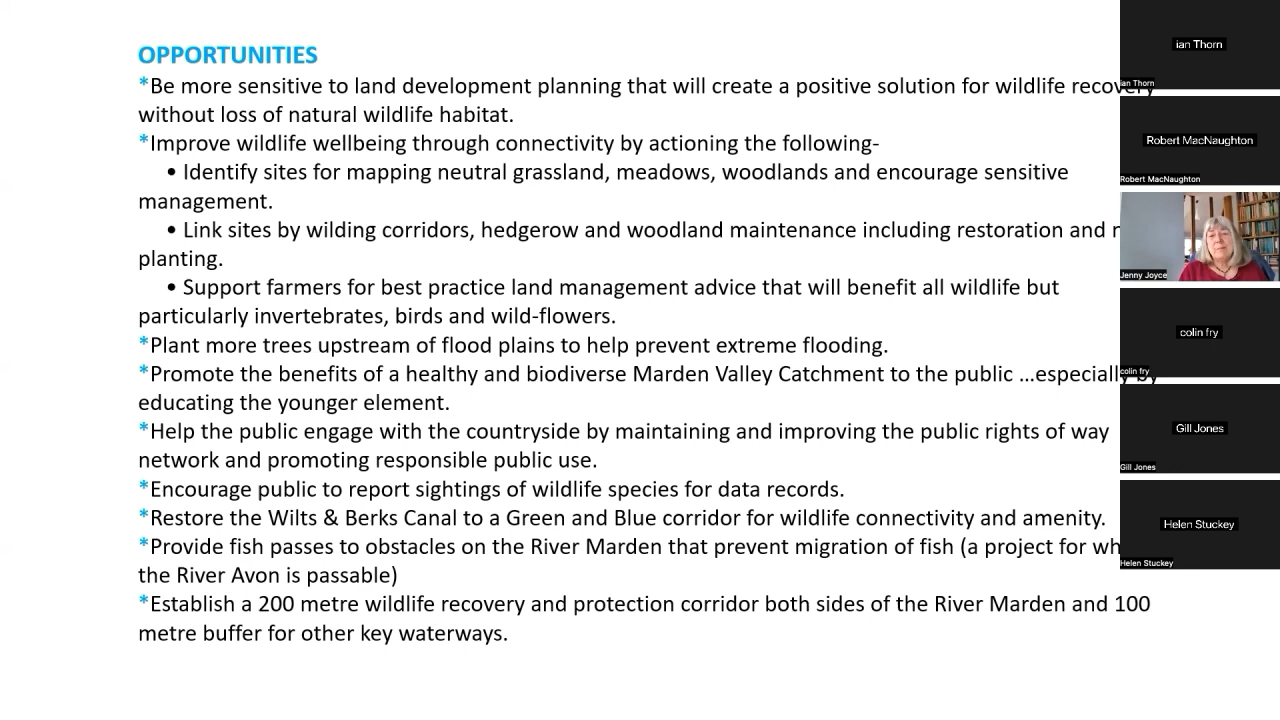 OPPORTUNITIES
*Be more sensitive to land development planning that will create a positive solution for wildlife recovery
without loss of natural wildlife habitat.
*Improve wildlife wellbeing through connectivity by actioning the following-
• Identify sites for mapping neutral grassland, meadows, woodlands and encourage sensitive
management.
• Link sites by wilding corridors, hedgerow and woodland maintenance including restoration and
planting.
• Support farmers for best practice land management advice that will benefit all wildlife but
particularly invertebrates, birds and wild-flowers.
*Plant more trees upstream of flood plains to help prevent extreme flooding.
*Promote the benefits of a healthy and biodiverse Marden Valley Catchment to the public …especially by
educating the younger element.
*Help the public engage with the countryside by maintaining and improving the public rights of way
network and promoting responsible public use.
*Encourage public to report sightings of wildlife species for data records.
*Restore the Wilts & Berks Canal to a Green and Blue corridor for wildlife connectivity and amenity.
*Provide fish passes to obstacles on the River Marden that prevent migration of fish (a project for
the River Avon is passable)
*Establish a 200 metre wildlife recovery and protection corridor both sides of the River Marden and 100
metre buffer for other key waterways.
ian Thorn
ian Thorn
Robert MacNaughton
Robert MacNaughton
Jenny Joyce
colin fry
colin fry
Gill Jones
Gill Jones
Helen Stuckey
Helen Stuckey